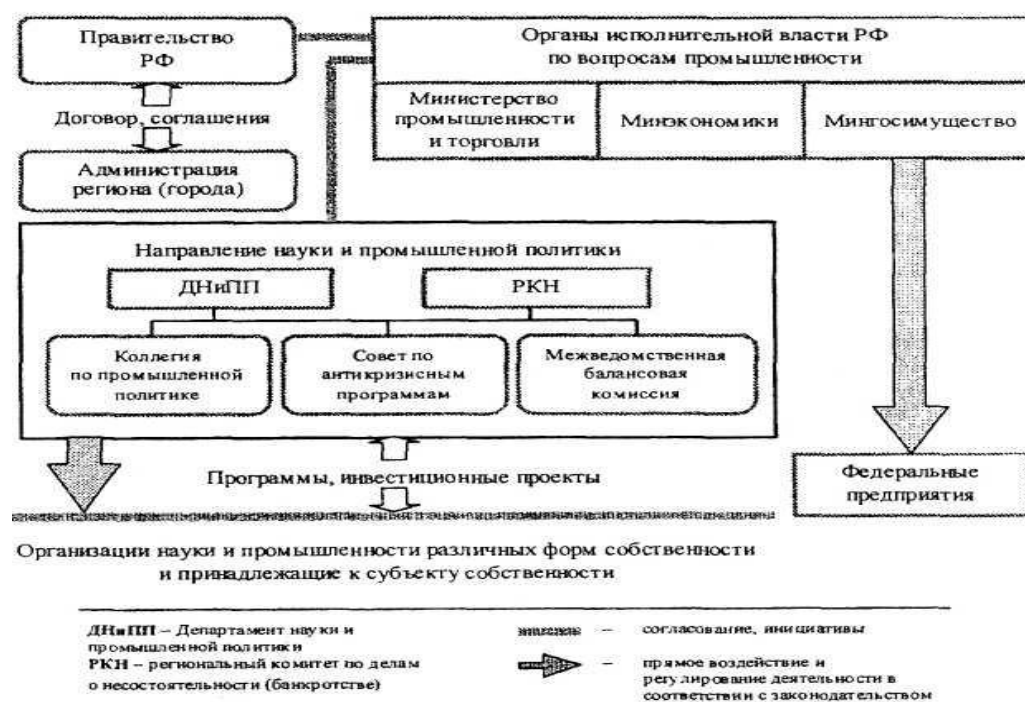 Правительство
РФ
Органы исполнительной власти РФ
по вопросам промышленности
Договор, соглашения
Администрация
региона (города)
Министерство
промышленности
и торговли
Минэкономики
Мингосимущество
Направление науки и промышленной политики
ДНиПП
РКН
Коллегия
по промышленной
политике
Совет по
антикризисным
программам
Межведомственная
балансовая
комиссия
Программы, инвестиционные проекты
Федеральные
предприятия
Организации науки и промышленности различных форм собственности
и принадлежащие к субъекту собственности
ДНиПП – Департамент науки и
промышленной политики
РКН – региональный комитет по делам
о несостоятельности (банкротстве)
– согласование, инициативы
– прямое воздействие и
регулирование деятельности в
соответствии с законодательством